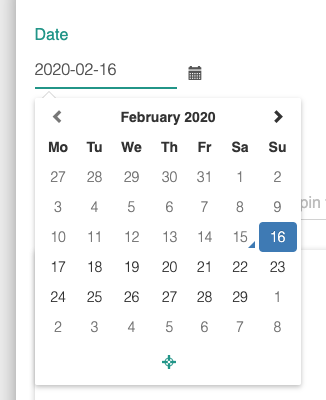 Date
2020-02-16
February 2020
Mo Tu We Th Fr Sa Su
27 28 29 30 31 1 2
3 4 5 6 7 8 9
10 11 12 13 14 15 16
17 18 19 20 21 22 23
24 25 26 27 28 29 1
2 3 4 5 6 7 8